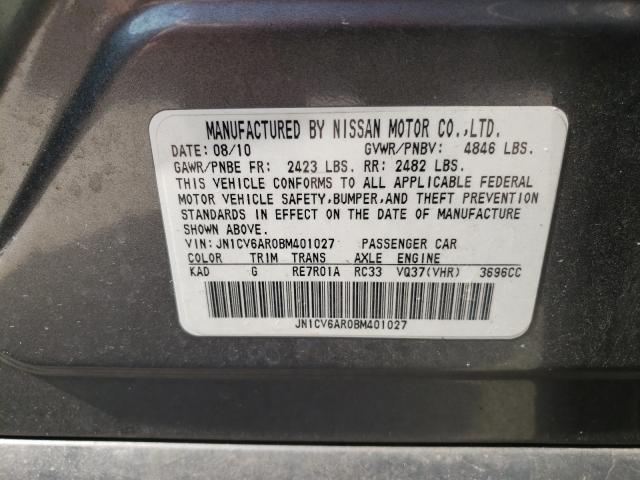 MANUFACTURED BY NISSAN MOTOR CO.,LTD.
DATE: 08/10 GVWR/PNBV: 4846 LBS.
GAWR/PNBE FR: 2423 LBS. RR: 2482 LBS.
THIS VEHICLE CONFORMS TO ALL APPLICABLE FEDERAL
MOTOR VEHICLE SAFETY,BUMPER,AND THEFT PREVENTION
STANDARDS IN EFFECT ON THE DATE OF MANUFACTURE
SHOWN ABOVE.
VIN: JN1CV6AR0BM401027 PASSENGER CAR
COLOR TRIM TRANS AXLE ENGINE
KAD G RE7R01A RC33 VQ37(VHR) 3696CC
JN1CV6AR0BM401027